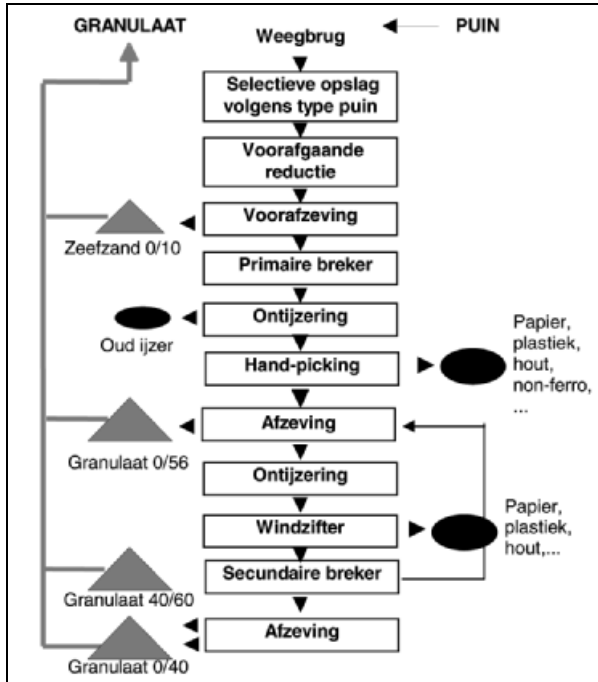 GRANULAAT
Weegbrug
PUIN
Selectieve opslag
volgens type puin
Voorafgaande
reductie
Voorafzeving
Zeefzand 0/10
Primaire breker
Ontijzering
Oud ijzer
Hand-picking
Papier,
plastiek,
hout,
non-ferro,
...
Afzeving
Granulaat 0/56
Ontijzering
Windzifter
Papier,
plastiek,
hout,...
Secundaire breker
Granulaat 40/60
Afzeving
Granulaat 0/40